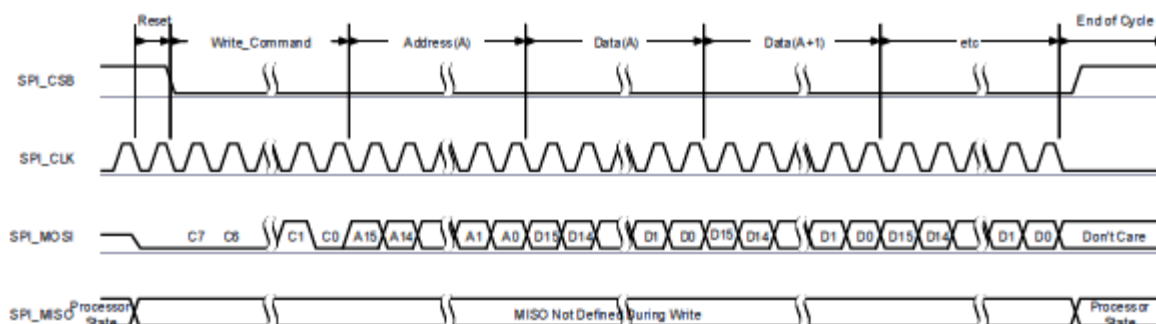 Reset
End of Cycle
Write_Command Address(A) Data(A) Data(A+1) etc
SPI_CSB
SPI_CLK
SPI_MOSI C7 C6 C1 C0 A15 A14 A1 A0 D15 D14 D1 D0 D15 D14 D1 D0 D15 D14 D1 D0 Don't Care
SPI_MISO Processor State MISO Not Defined During Write Processor State